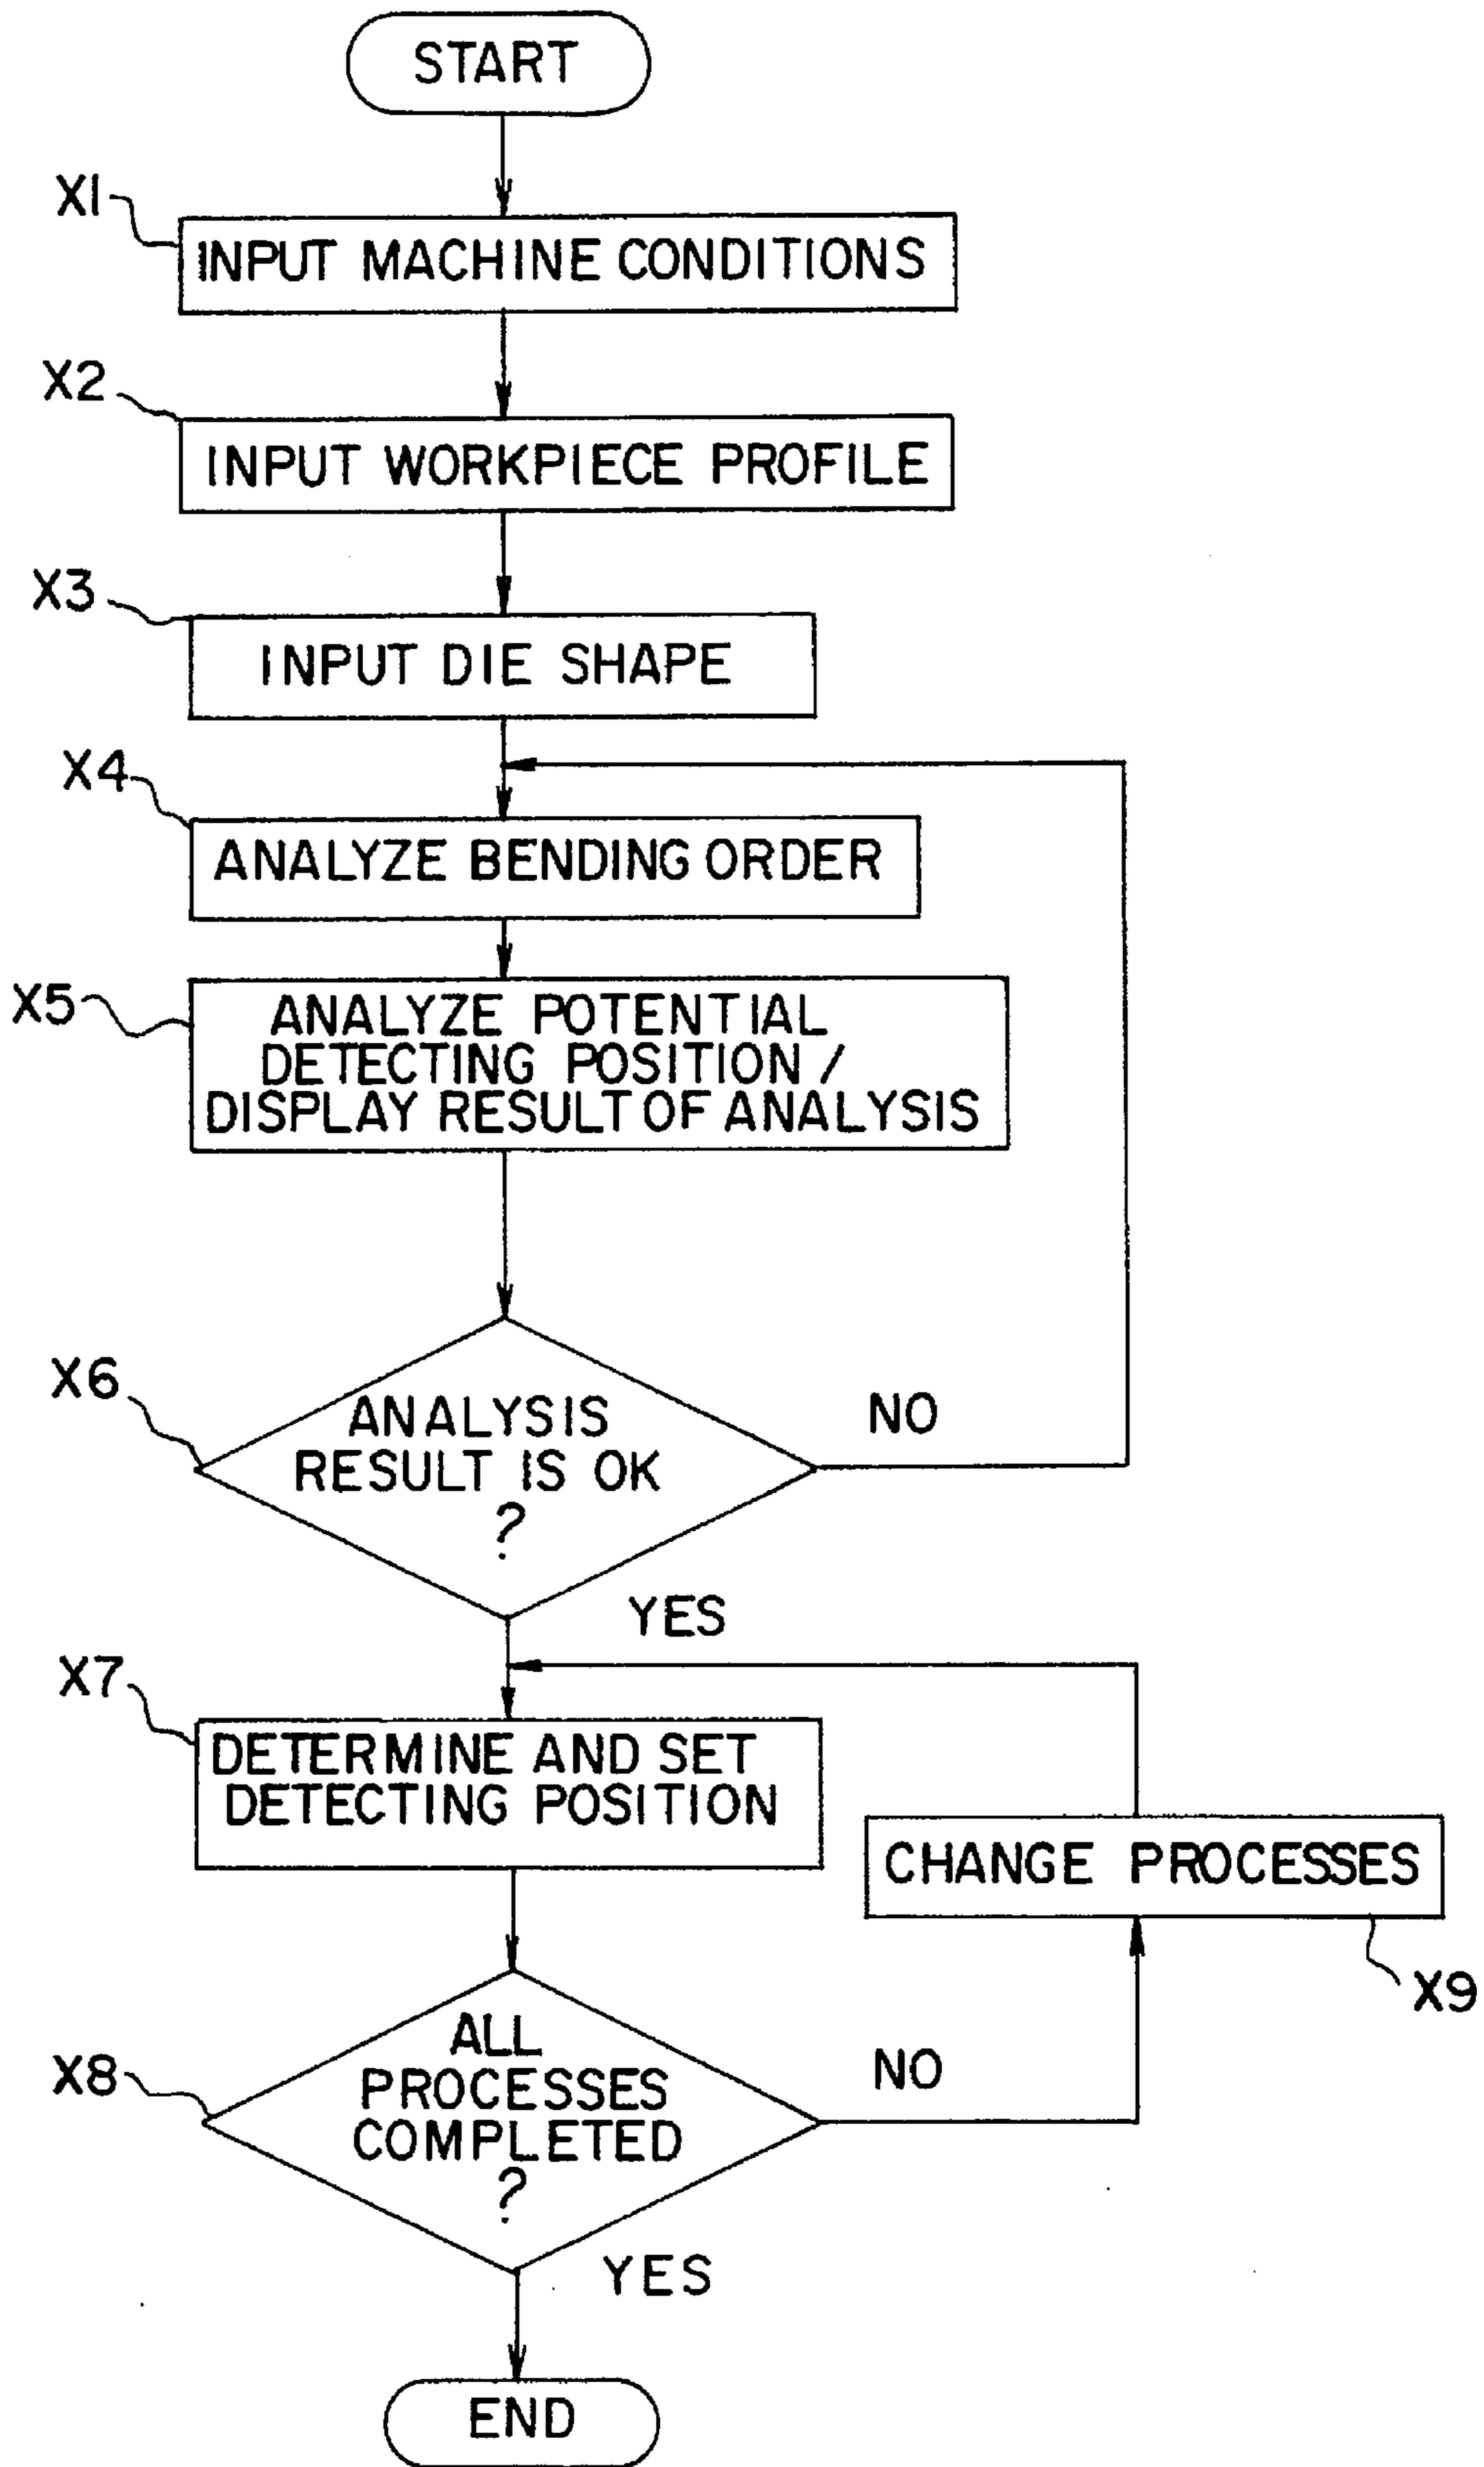 START
X1
INPUT MACHINE CONDITIONS
X2
INPUT WORKPIECE PROFILE
X3
INPUT DIE SHAPE
X4
ANALYZE BENDING ORDER
X5
ANALYZE POTENTIAL
DETECTING POSITION /
DISPLAY RESULT OF ANALYSIS
X6
ANALYSIS
RESULT IS OK
?
NO
YES
X7
DETERMINE AND SET
DETECTING POSITION
CHANGE PROCESSES
X9
X8
ALL
PROCESSES
COMPLETED
?
NO
YES
END